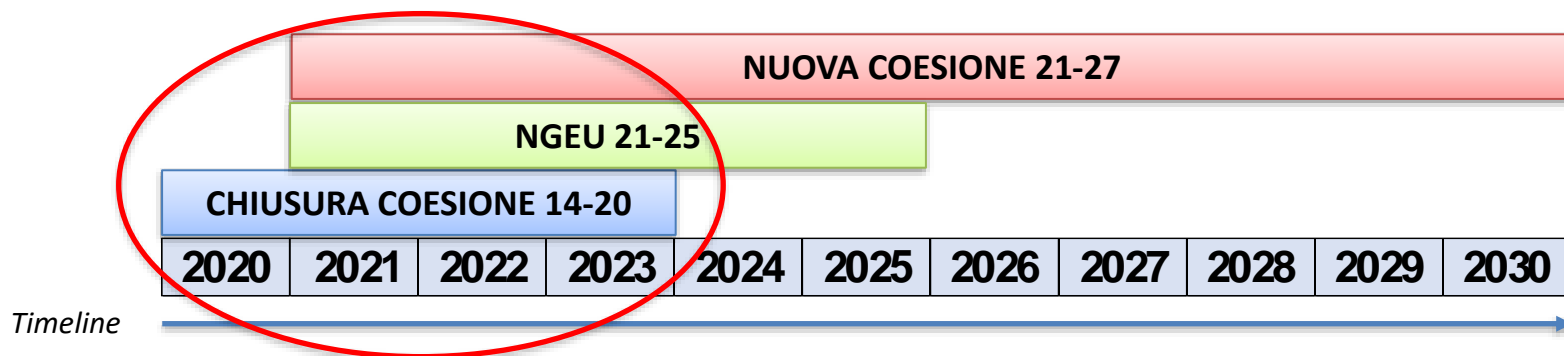 NUOVA COESIONE 21-27
NGEU 21-25
CHIUSURA COESIONE 14-20
2020 2021 2022 2023 2024 2025 2026 2027 2028 2029 2030
Timeline